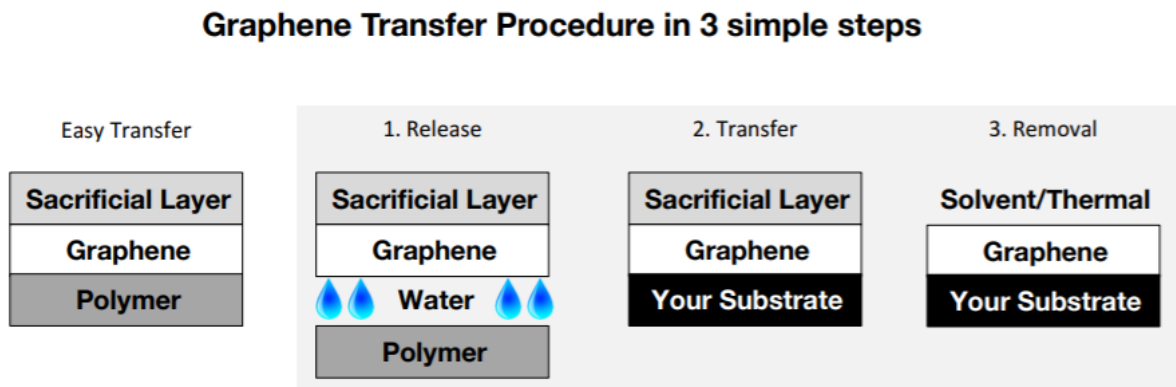 Graphene Transfer Procedure in 3 simple steps
Easy Transfer
Sacrificial Layer
Graphene
Polymer
1. Release
Sacrificial Layer
Graphene
Water
Polymer
2. Transfer
Sacrificial Layer
Graphene
Your Substrate
3. Removal
Solvent/Thermal
Graphene
Your Substrate